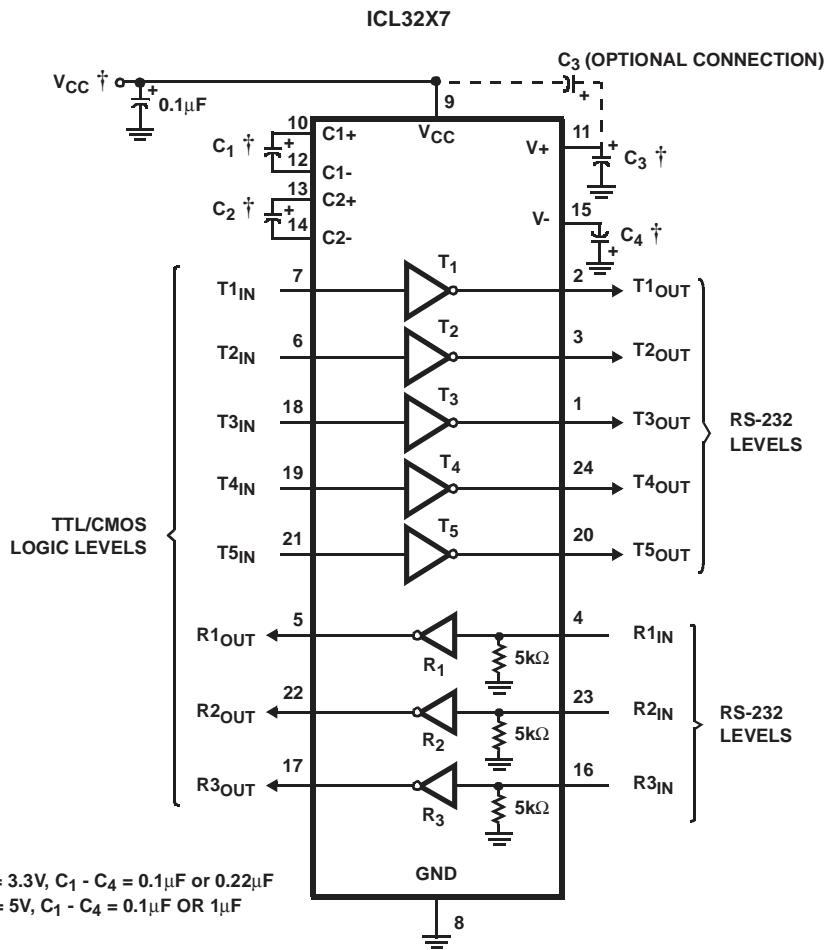 ICL32X7
C3 (OPTIONAL CONNECTION)
VCC †
+
0.1µF
9
VCC
+
10
C1+
C1 †
+
12
C1-
13
C2+
C2 †
+
14
C2-
11
V+
+
C3 †
15
V-
C4 †
+
T1IN
7
T1
2
T1OUT
T2IN
6
T2
3
T2OUT
T3IN
18
T3
1
T3OUT
T4IN
19
T4
24
T4OUT
T5IN
21
T5
20
T5OUT
RS-232
LEVELS
TTL/CMOS
LOGIC LEVELS
R1OUT
5
R1
5kΩ
4
R1IN
R2OUT
22
R2
5kΩ
23
R2IN
R3OUT
17
R3
5kΩ
16
R3IN
RS-232
LEVELS
GND
8
= 3.3V, C1 - C4 = 0.1µF or 0.22µF
= 5V, C1 - C4 = 0.1µF OR 1µF